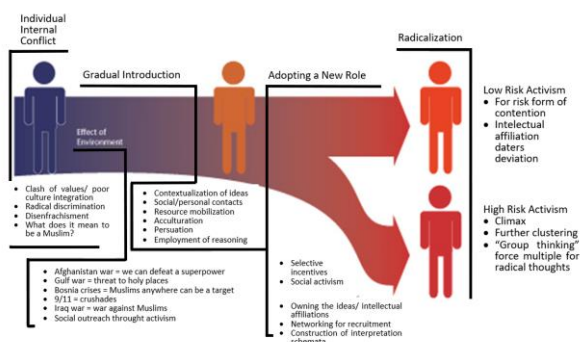 Individual
Internal
Conflict
Gradual Introduction
Adopting a New Role
Radicalization
Effect of
Environment
• Clash of values/ poor
culture integration
• Radical discrimination
• Disenfrachisment
• What does it mean to
be a Muslim?
• Contextualization of ideas
• Social/personal contacts
• Resource mobilization
• Acculturation
• Persuation
• Employment of reasoning
• Afghanistan war = we can defeat a superpower
• Gulf war = threat to holy places
• Bosnia crises = Muslims anywhere can be a target
• 9/11 = crushades
• Iraq war = war against Muslims
• Social outreach throught activism
• Selective
incentives
• Social activism
• Owning the ideas/ intellectual
affiliations
• Networking for recruitment
• Construction of interpretation
schemata
Low Risk Activism
• For risk form of
contention
• Intelectual
affiliation
daters
deviation
High Risk Activism
• Climax
• Further clustering
• "Group thinking"
force multiple for
radical thoughts